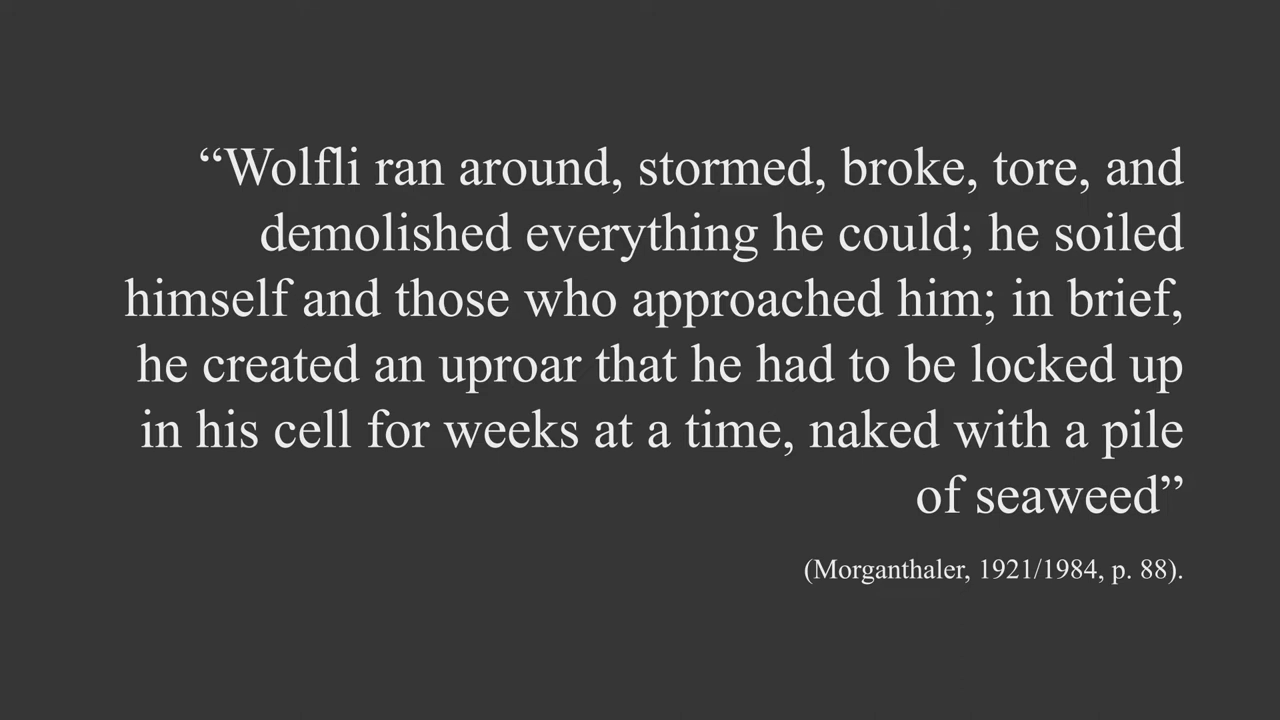 “Wolfli ran around, stormed, broke, tore, and
demolished everything he could; he soiled
himself and those who approached him; in brief,
he created an uproar that he had to be locked up
in his cell for weeks at a time, naked with a pile
of seaweed”
(Morganthaler, 1921/1984, p. 88).